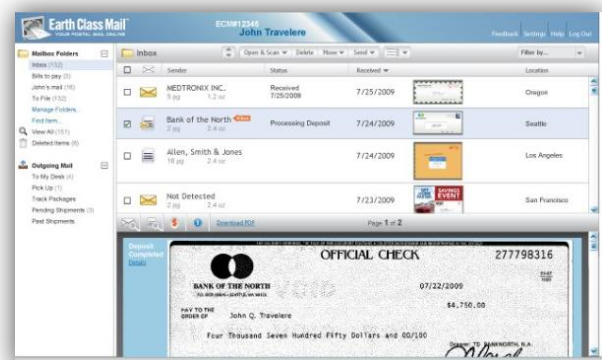 Earth Class Mail
YOUR POSTAL MAIL ONLINE
ECM#12345
John Travelere
Feedback Settings Help Log Out
Mailbox Folders
Inbox (132)
Bills to pay (3)
John's mail (16)
To File (132)
Manage Folders..
Find Item..
View All (151)
Deleted Items (6)
Outgoing Mail
To My Desk (4)
Pick Up (1)
Track Packages
Pending Shipments (3)
Past Shipments
Inbox
Open & Scan Delete Move Send
Filter by...
Sender Status Received Location
MEDTRONIX INC. Received 7/25/2009 Oregon
5 pg 1.2 oz 7/25/2009
Bank of the North Processing Deposit 7/24/2009 Seattle
2 pg 2.4 oz
Allen, Smith & Jones 7/24/2009 Los Angeles
18 pg 2.4 oz
Not Detected 7/23/2009 San Francisco
2 pg 2.4 oz
SAVINGS EVENT
Download PDF Page 1 of 2
Deposit Completed
Details
OFFICIAL CHECK 277798316
BANK OF THE NORTH
07/22/2009
VOID
$4,750.00
PAY TO THE ORDER OF John Q. Travelere
Four Thousand Seven Hundred Fifty Dollars and 00/100
Drawer: TD BANKNORTH, N.A.